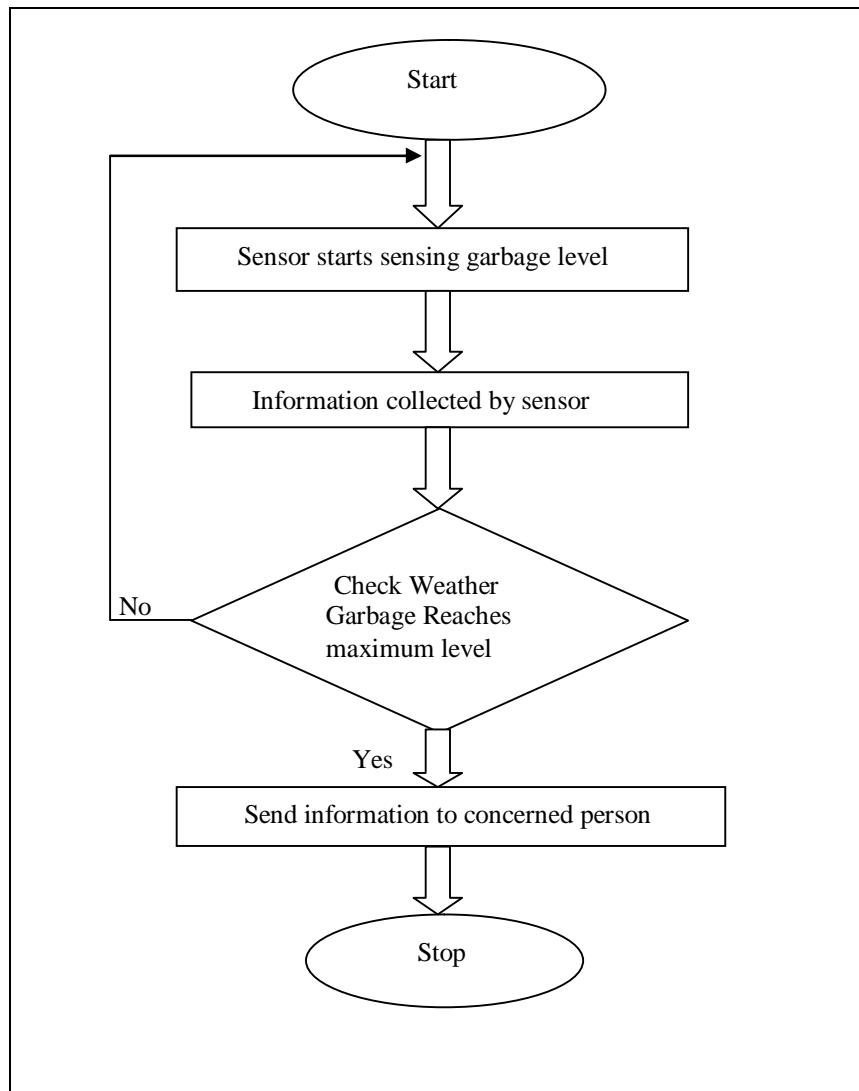 Start
Sensor starts sensing garbage level
Information collected by sensor
Check Weather
Garbage Reaches
maximum level
No
Yes
Send information to concerned person
Stop